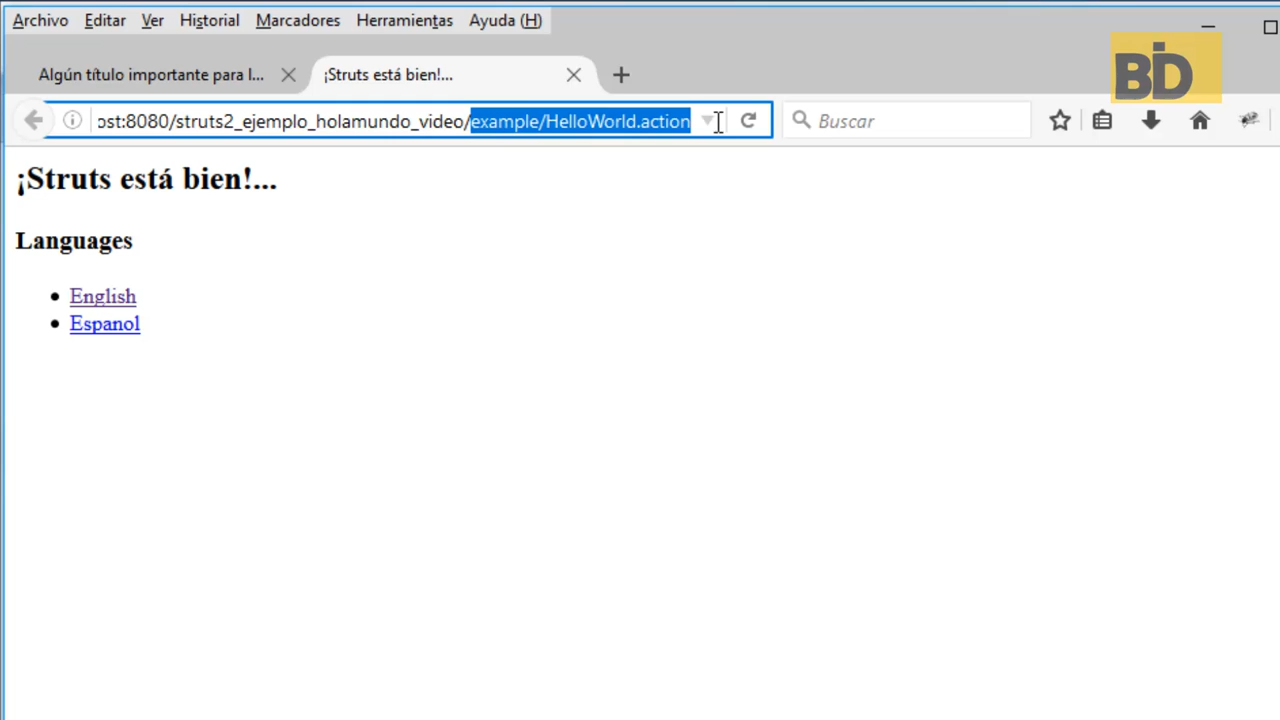 Archivo Editar Ver Historial Marcadores Herramientas Ayuda (H)
Algún título importante para l... ¡Struts está bien!...
ost:8080/struts2_ejemplo_holamundo_video/example/HelloWorld.action Buscar
BID
¡Struts está bien!...
Languages
English
Espanol